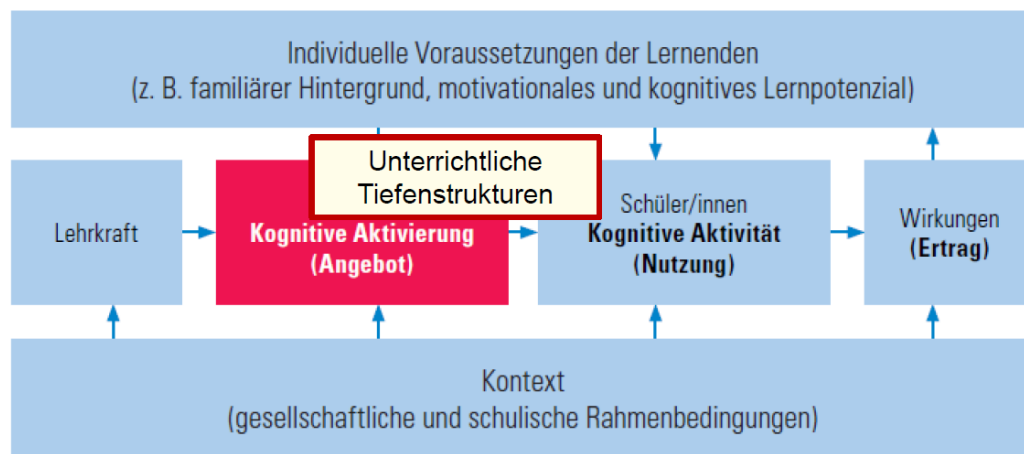 Individuelle Voraussetzungen der Lernenden
(z. B. familiärer Hintergrund, motivationales und kognitives Lernpotenzial)
Unterrichtliche
Tiefenstrukturen
Lehrkraft
Kognitive Aktivierung
(Angebot)
Schüler/innen
Kognitive Aktivität
(Nutzung)
Wirkungen
(Ertrag)
Kontext
(gesellschaftliche und schulische Rahmenbedingungen)